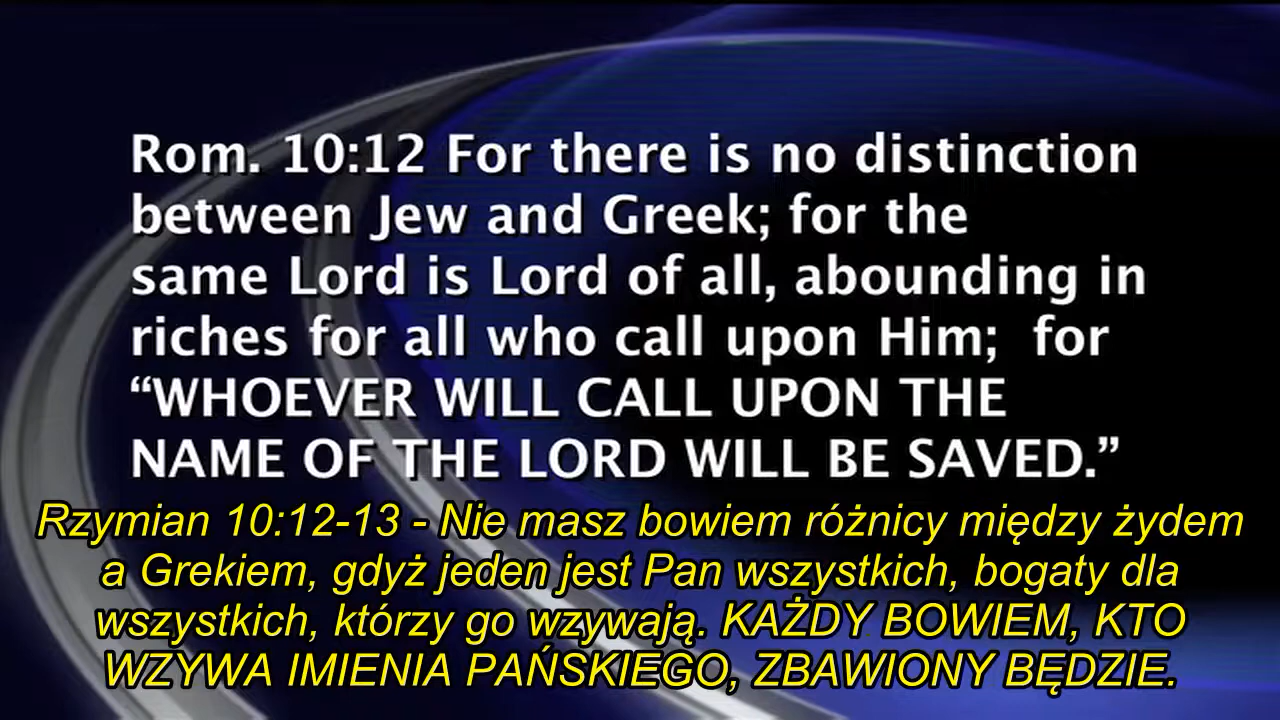 Rom. 10:12 For there is no distinction
between Jew and Greek; for the
same Lord is Lord of all, abounding in
riches for all who call upon Him;  for
“WHOEVER WILL CALL UPON THE
NAME OF THE LORD WILL BE SAVED.”
Rzymian 10:12-13 - Nie masz bowiem różnicy między żydem
a Grekiem, gdyż jeden jest Pan wszystkich, bogaty dla
wszystkich, którzy go wzywają. KAŻDY BOWIEM, KTO
WZYWA IMIENIA PAŃSKIEGO, ZBAWIONY BĘDZIE.